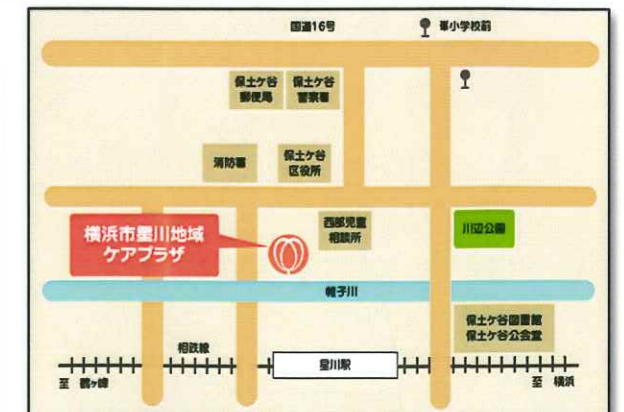 国道16号
峯小学校前
保土ケ谷
郵便局
保土ケ谷
警察署
消防署
保土ケ谷
区役所
横浜市星川地域
ケアプラザ
西部児童
相談所
川辺公園
帷子川
保土ケ谷図書館
保土ケ谷公会堂
相鉄線
星川駅
至 鶴ヶ峰
至 横浜